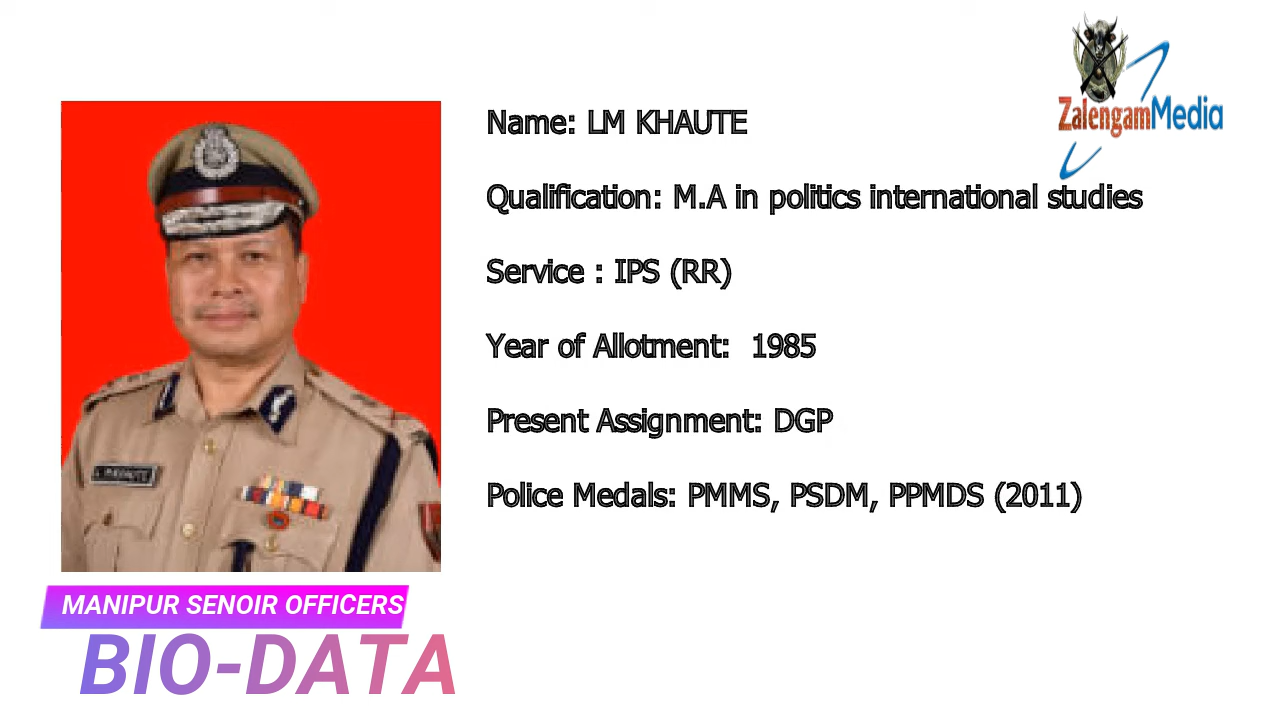 ZalengamMedia
Name: LM KHAUTE
Qualification: M.A in politics international studies
Service : IPS (RR)
Year of Allotment: 1985
Present Assignment: DGP
Police Medals: PMMS, PSDM, PPMDS (2011)
MANIPUR SENOIR OFFICERS
BIO-DATA